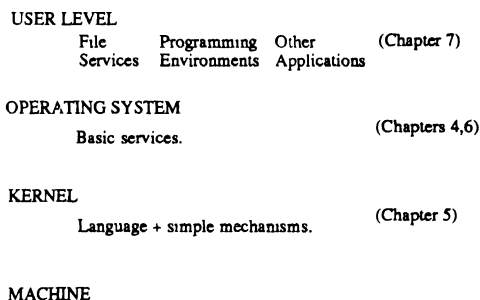 USER LEVEL
File Programming Other (Chapter 7)
Services Environments Applications
OPERATING SYSTEM
(Chapters 4,6)
Basic services.
KERNEL
(Chapter 5)
Language + simple mechanisms.
MACHINE